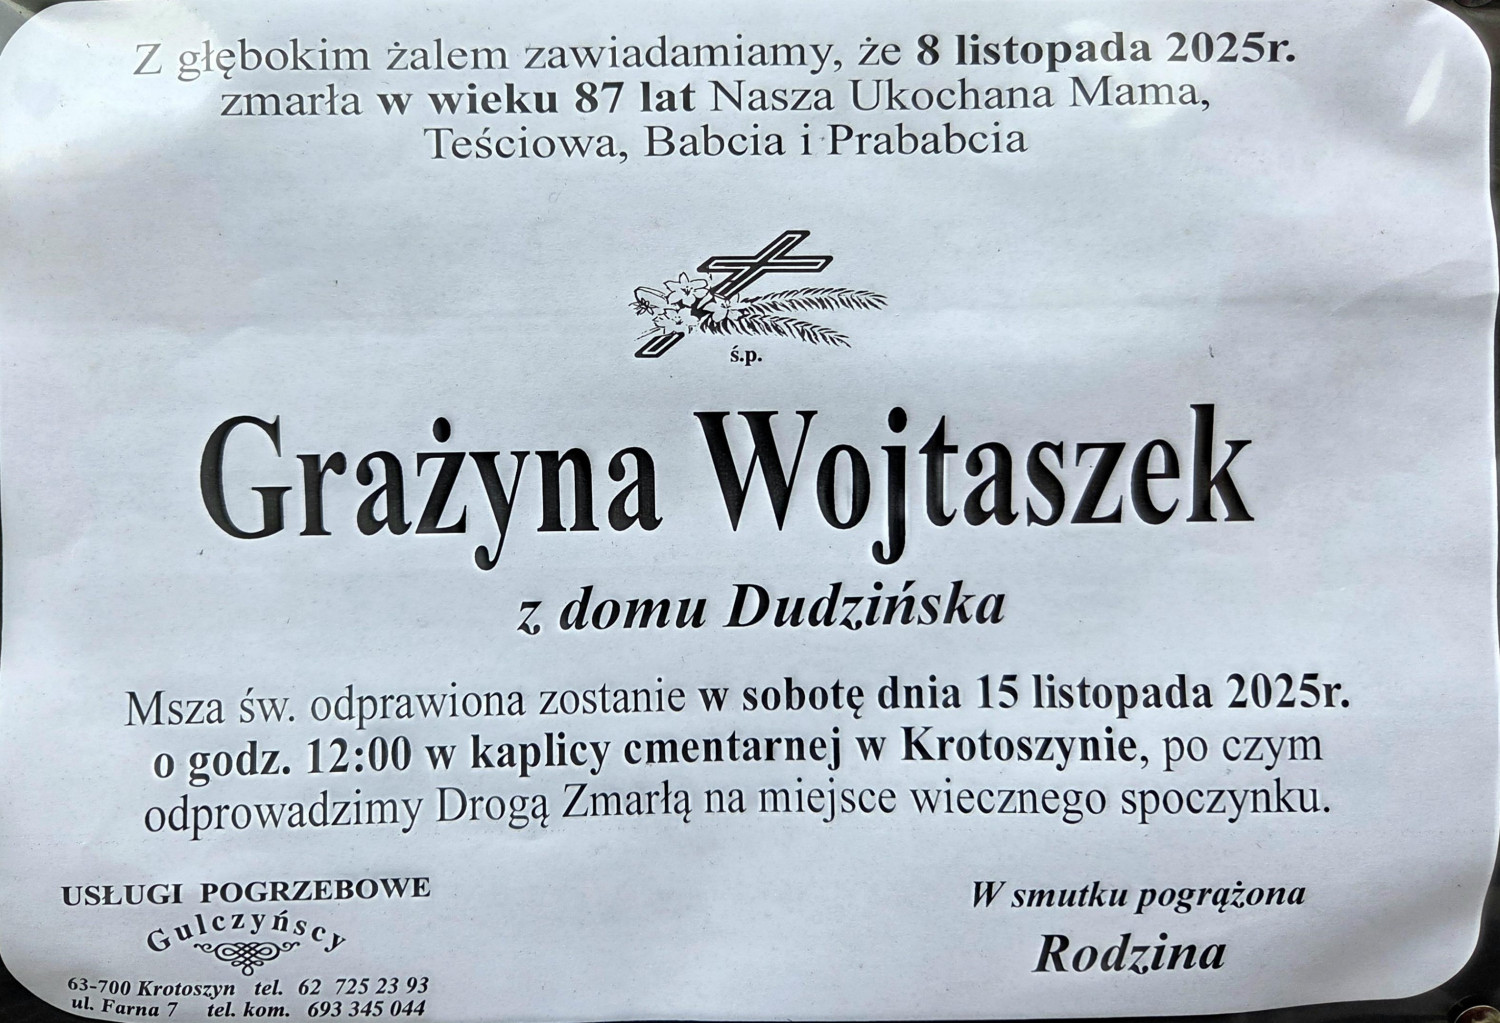 Z głębokim żalem zawiadamiamy, że 8 listopada 2025r.
zmarła w wieku 87 lat Nasza Ukochana Mama,
Teściowa, Babcia i Prababcia
ś.p.
Grażyna Wojtaszek
z domu Dudzińska
Msza św. odprawiona zostanie w sobotę dnia 15 listopada 2025r.
o godz. 12:00 w kaplicy cmentarnej w Krotoszynie, po czym
odprowadzimy Drogą Zmarłą na miejsce wiecznego spoczynku.
USŁUGI POGRZEBOWE
Gulczyńscy
63-700 Krotoszyn tel. 62 725 23 93
ul. Farna 7 tel. kom. 693 345 044
W smutku pogrążona
Rodzina